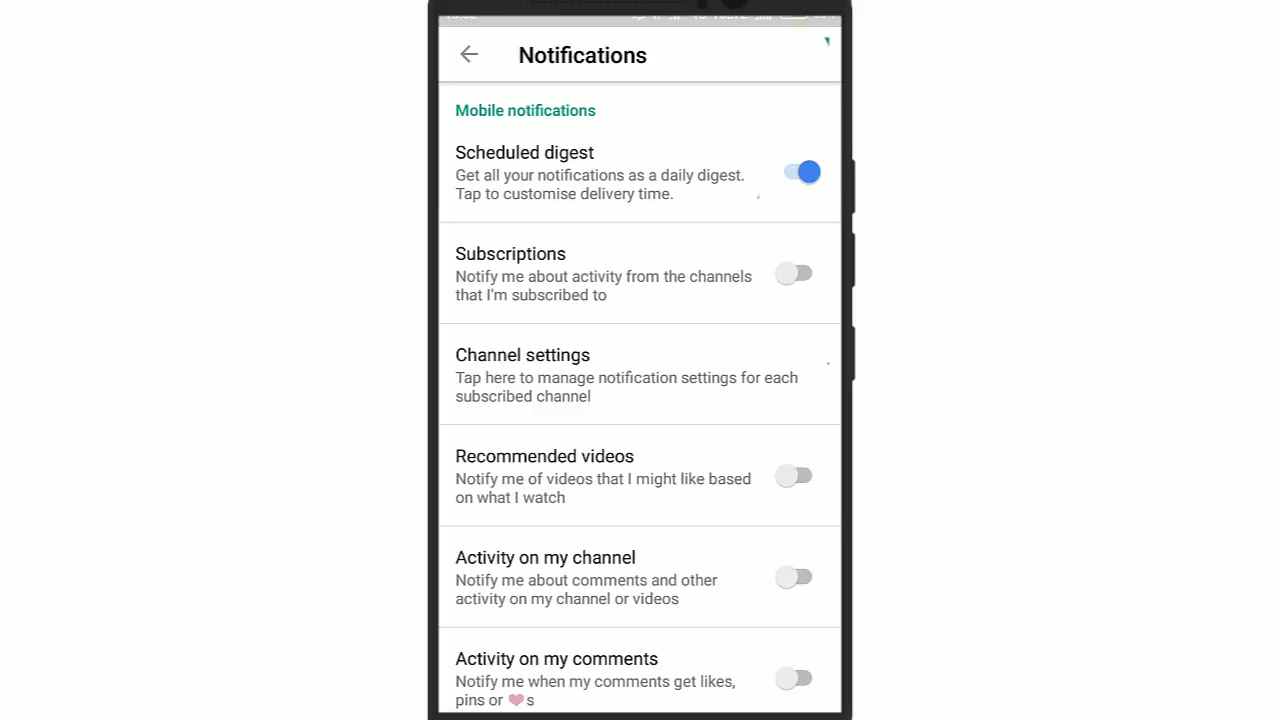 Notifications
Mobile notifications
Scheduled digest
Get all your notifications as a daily digest.
Tap to customise delivery time.
Subscriptions
Notify me about activity from the channels
that I'm subscribed to
Channel settings
Tap here to manage notification settings for each
subscribed channel
Recommended videos
Notify me of videos that I might like based
on what I watch
Activity on my channel
Notify me about comments and other
activity on my channel or videos
Activity on my comments
Notify me when my comments get likes,
pins or ❤s